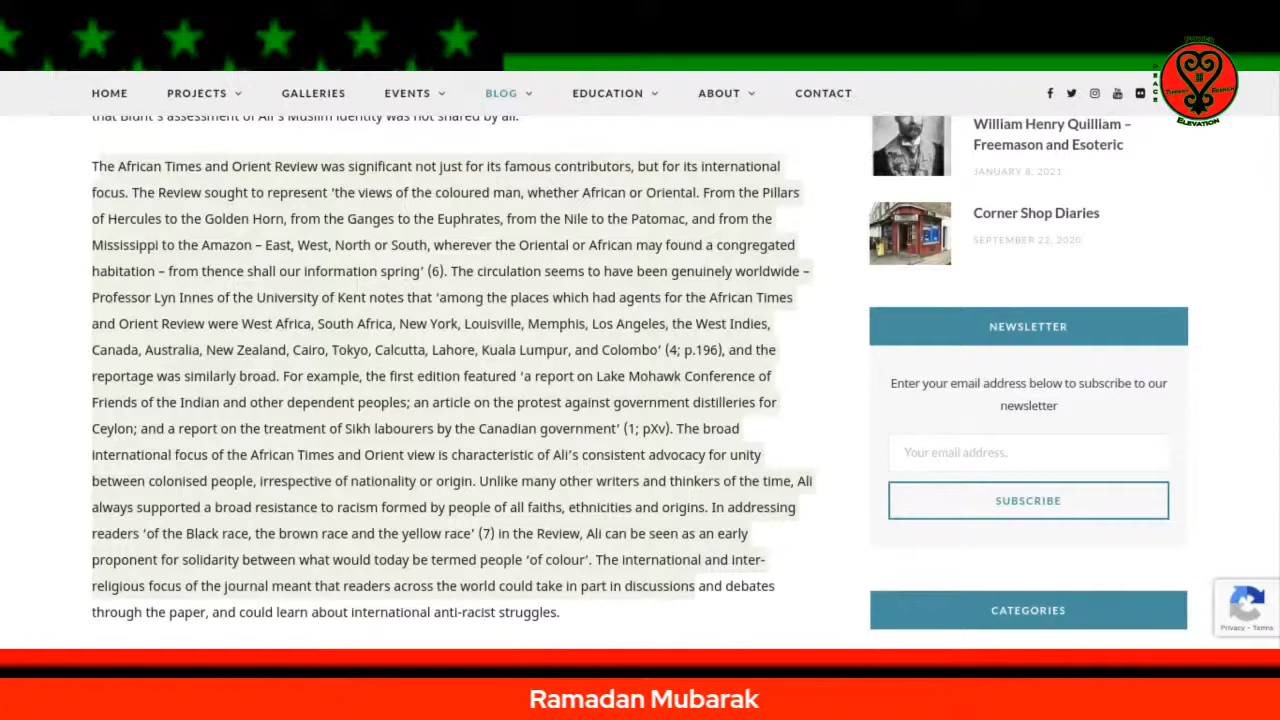 HOME PROJECTS GALLERIES EVENTS BLOG EDUCATION ABOUT CONTACT
POWER
PEACE
ELEVATION
that Blunt's assessment of Ali's Muslim identity was not shared by all.
The African Times and Orient Review was significant not just for its famous contributors, but for its international
focus. The Review sought to represent 'the views of the coloured man, whether African or Oriental. From the Pillars
of Hercules to the Golden Horn, from the Ganges to the Euphrates, from the Nile to the Patomac, and from the
Mississippi to the Amazon – East, West, North or South, wherever the Oriental or African may found a congregated
habitation – from thence shall our information spring' (6). The circulation seems to have been genuinely worldwide –
Professor Lyn Innes of the University of Kent notes that 'among the places which had agents for the African Times
and Orient Review were West Africa, South Africa, New York, Louisville, Memphis, Los Angeles, the West Indies,
Canada, Australia, New Zealand, Cairo, Tokyo, Calcutta, Lahore, Kuala Lumpur, and Colombo' (4; p.196), and the
reportage was similarly broad. For example, the first edition featured 'a report on Lake Mohawk Conference of
Friends of the Indian and other dependent peoples; an article on the protest against government distilleries for
Ceylon; and a report on the treatment of Sikh labourers by the Canadian government' (1; pXv). The broad
international focus of the African Times and Orient view is characteristic of Ali's consistent advocacy for unity
between colonised people, irrespective of nationality or origin. Unlike many other writers and thinkers of the time, Ali
always supported a broad resistance to racism formed by people of all faiths, ethnicities and origins. In addressing
readers 'of the Black race, the brown race and the yellow race' (7) in the Review, Ali can be seen as an early
proponent for solidarity between what would today be termed people 'of colour'. The international and inter-
religious focus of the journal meant that readers across the world could take in part in discussions and debates
through the paper, and could learn about international anti-racist struggles.
William Henry Quilliam –
Freemason and Esoteric
JANUARY 8, 2021
Corner Shop Diaries
SEPTEMBER 22, 2020
NEWSLETTER
Enter your email address below to subscribe to our
newsletter
Your email address.
SUBSCRIBE
CATEGORIES
Privacy - Terms
Ramadan Mubarak